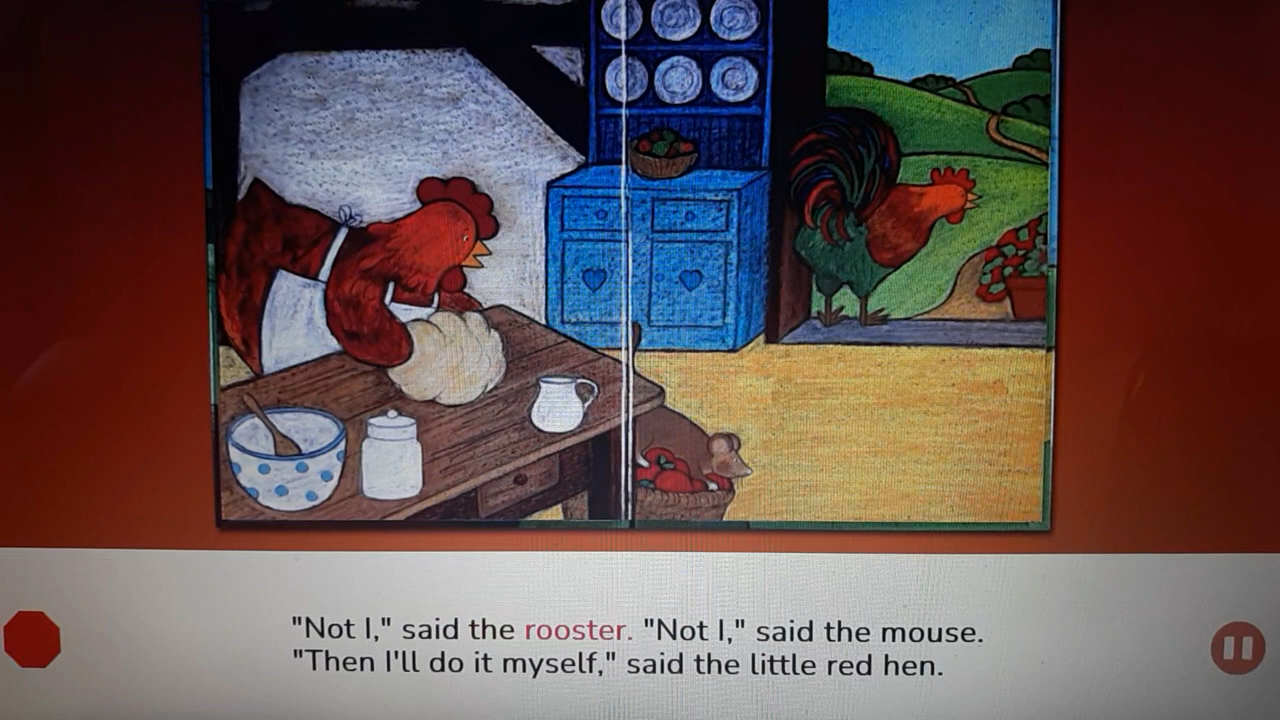 "Not I," said the rooster. "Not I," said the mouse.
"Then I'll do it myself," said the little red hen.